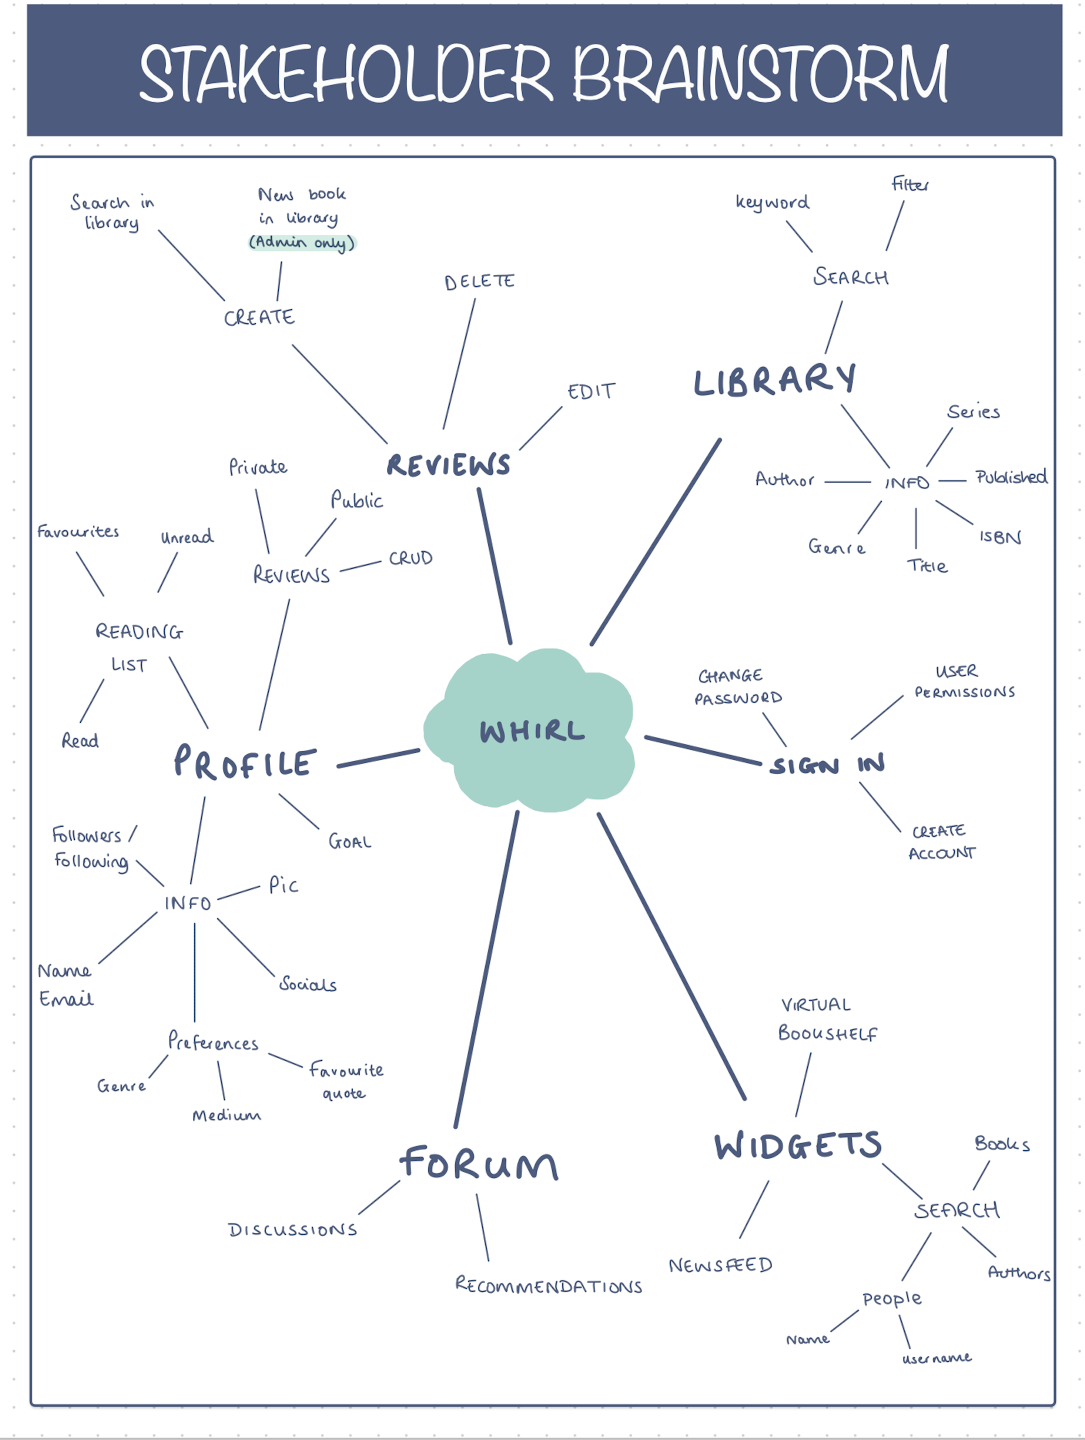 STAKEHOLDER BRAINSTORM
Search in
library
New book
in library
(Admin only)
CREATE
DELETE
EDIT
REVIEWS
keyword
Filter
SEARCH
LIBRARY
Series
Author
INFO
Published
Genre
Title
ISBN
Private
Public
CRUD
REVIEWS
Favourites
Unread
READING
LIST
Read
PROFILE
GOAL
Followers /
Following
Pic
INFO
Name
Email
Socials
Preferences
Genre
Medium
Favourite
quote
WHIRL
CHANGE
PASSWORD
USER
PERMISSIONS
SIGN IN
CREATE
ACCOUNT
FORUM
DISCUSSIONS
RECOMMENDATIONS
VIRTUAL
BOOKSHELF
WIDGETS
NEWSFEED
Books
SEARCH
Authors
People
Name
username